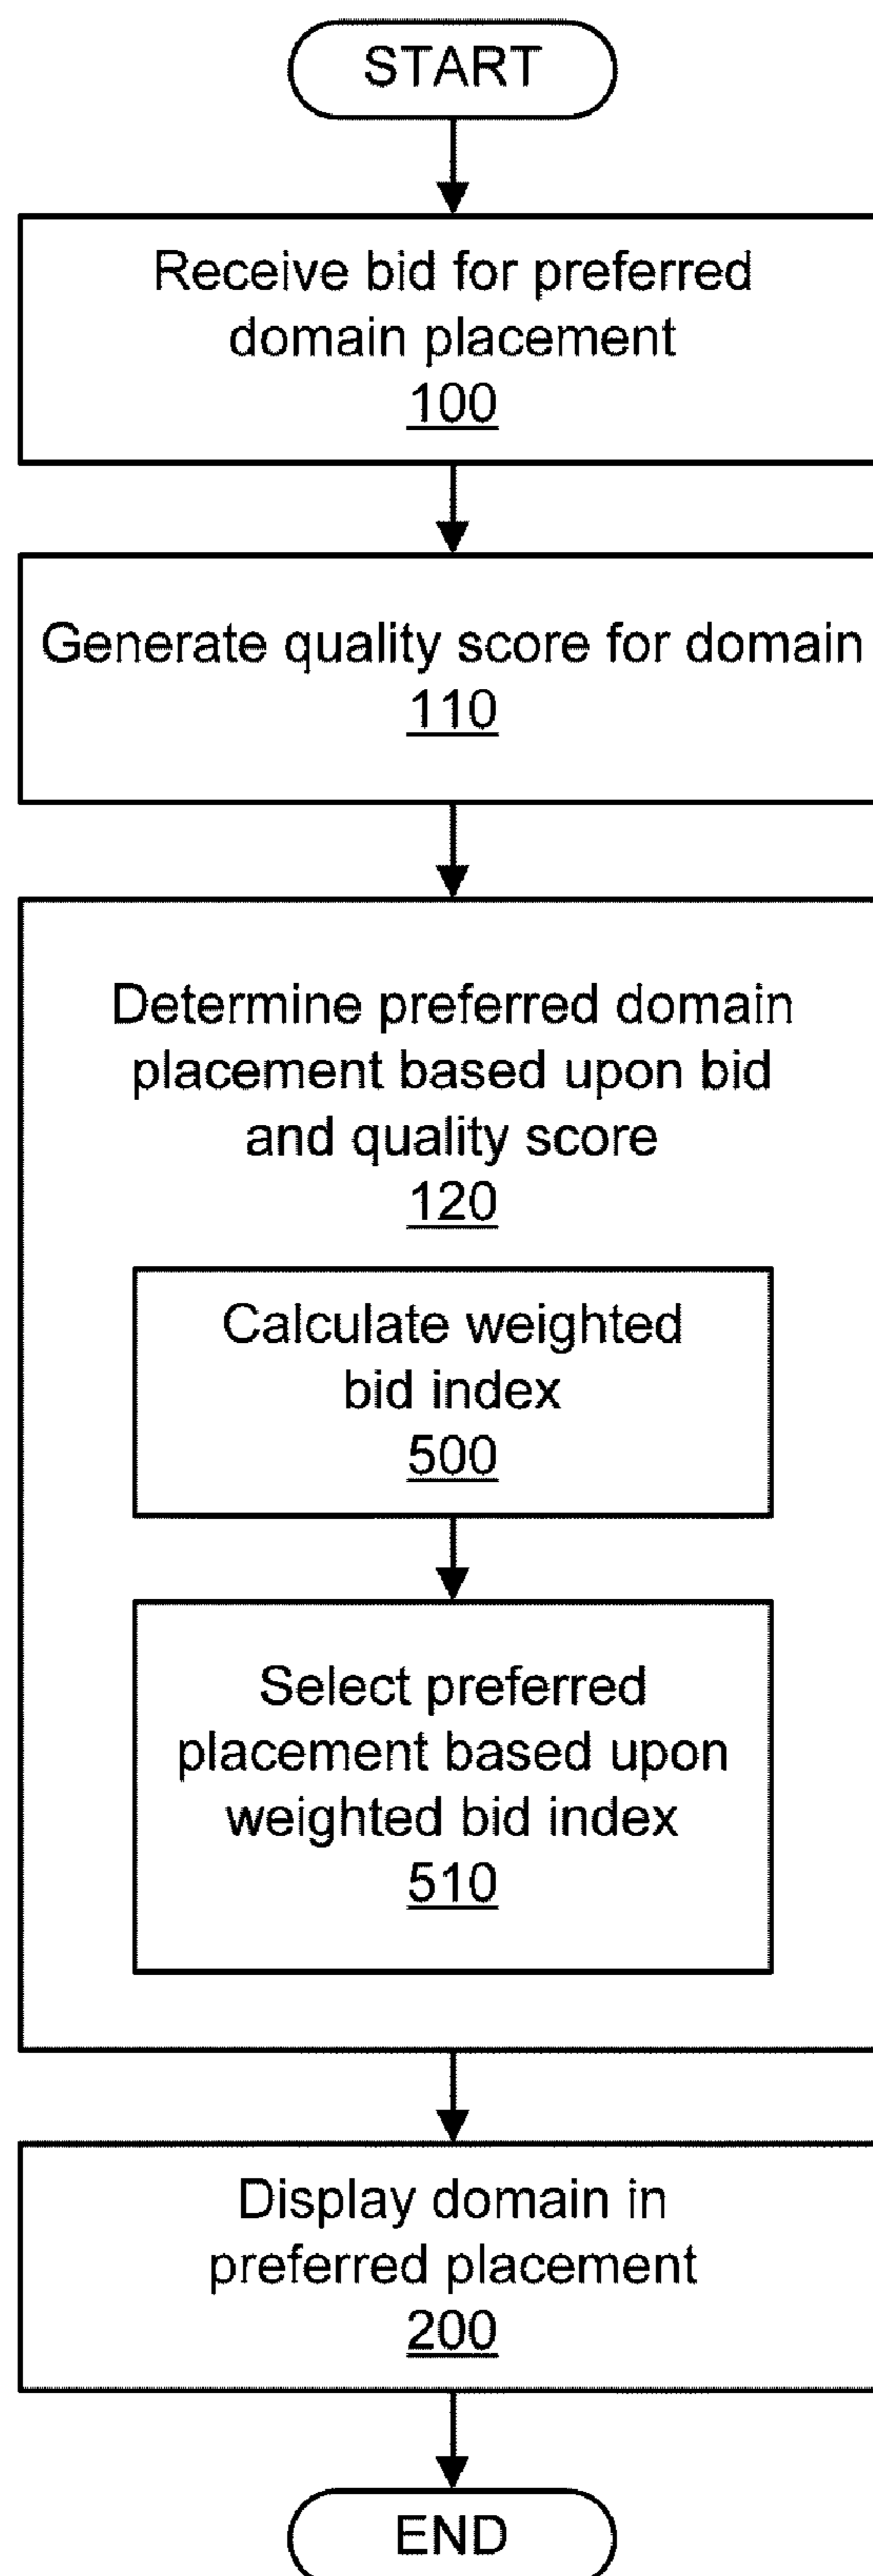 START
Receive bid for preferred
domain placement
100
Generate quality score for domain
110
Determine preferred domain
placement based upon bid
and quality score
120
Calculate weighted
bid index
500
Select preferred
placement based upon
weighted bid index
510
Display domain in
preferred placement
200
END